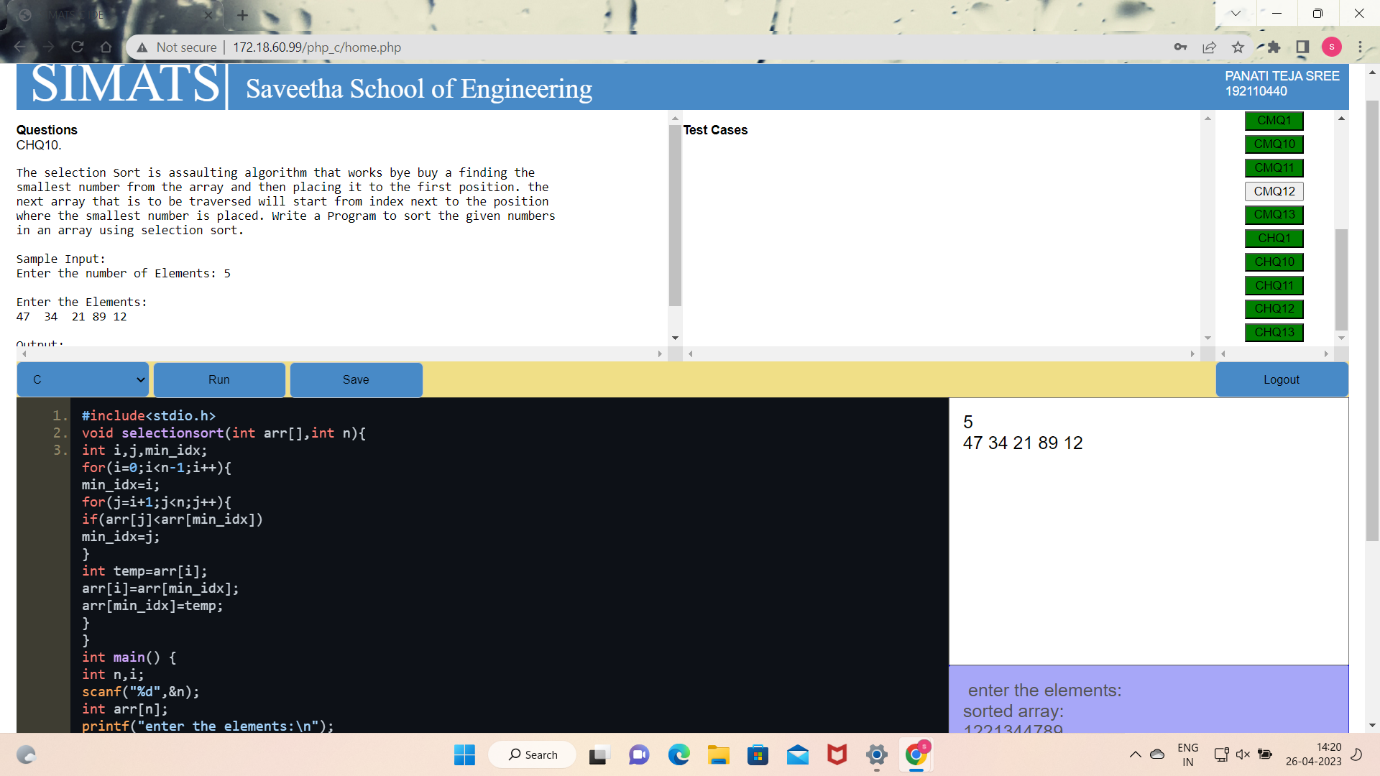 Not secure | 172.18.60.99/php_c/home.php
S
SIMATS
Saveetha School of Engineering
PANATI TEJA SREE
192110440
Questions
CHQ10.
The selection Sort is assaulting algorithm that works bye buy a finding the
smallest number from the array and then placing it to the first position. the
next array that is to be traversed will start from index next to the position
where the smallest number is placed. Write a Program to sort the given numbers
in an array using selection sort.
Sample Input:
Enter the number of Elements: 5
Enter the Elements:
47 34 21 89 12
Output:
Test Cases
CMQ1
CMQ10
CMQ11
CMQ12
CMQ13
CHQ1
CHQ10
CHQ11
CHQ12
CHQ13
C
Run
Save
Logout
1. #include<stdio.h>
2. void selectionsort(int arr[],int n){
3. int i,j,min_idx;
for(i=0;i<n-1;i++){
min_idx=i;
for(j=i+1;j<n;j++){
if(arr[j]<arr[min_idx])
min_idx=j;
}
int temp=arr[i];
arr[i]=arr[min_idx];
arr[min_idx]=temp;
}
}
int main() {
int n,i;
scanf("%d",&n);
int arr[n];
printf("enter the elements:\n");
5
47 34 21 89 12
enter the elements:
sorted array:
1221344789
Search
ENG
IN
14:20
26-04-2023